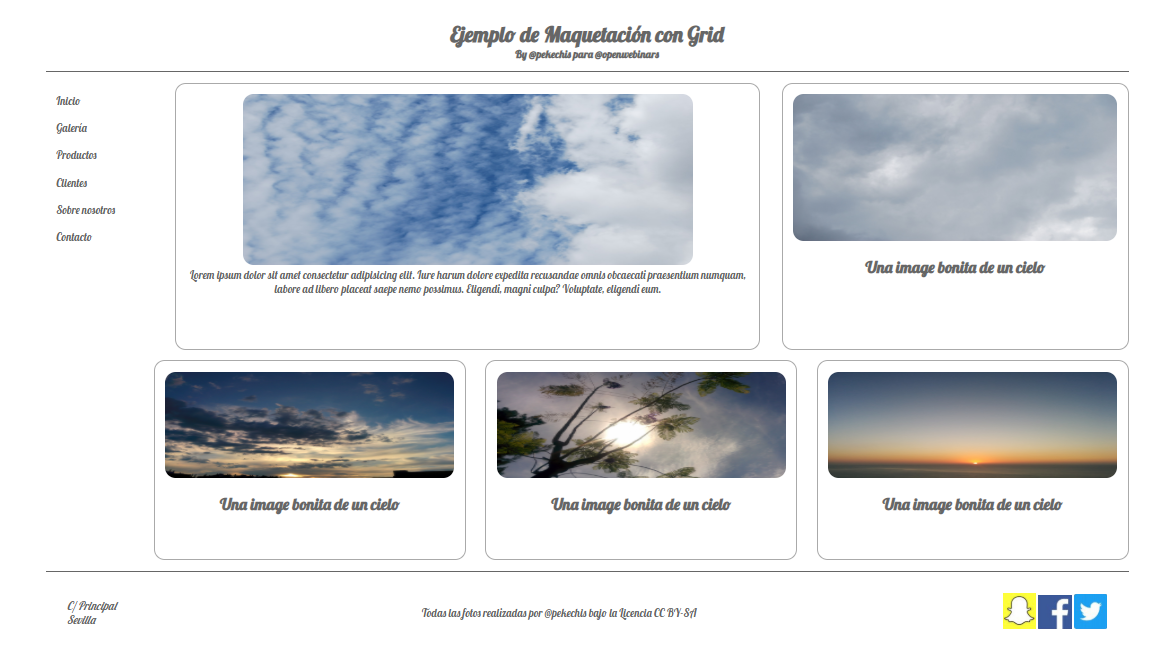 Ejemplo de Maquetación con Grid
By @pekechis para @openwebinars
Inicio
Galería
Productos
Clientes
Sobre nosotros
Contacto
Lorem ipsum dolor sit amet consectetur adipisicing elit. Iure harum dolore expedita recusandae omnis obcaecati praesentium numquam,
labore ad libero placeat saepe nemo possimus. Eligendi, magni culpa? Voluptate, eligendi eum.
Una image bonita de un cielo
Una image bonita de un cielo
Una image bonita de un cielo
Una image bonita de un cielo
C/ Principal
Sevilla
Todas las fotos realizadas por @pekechis bajo la Licencia CC BY-SA